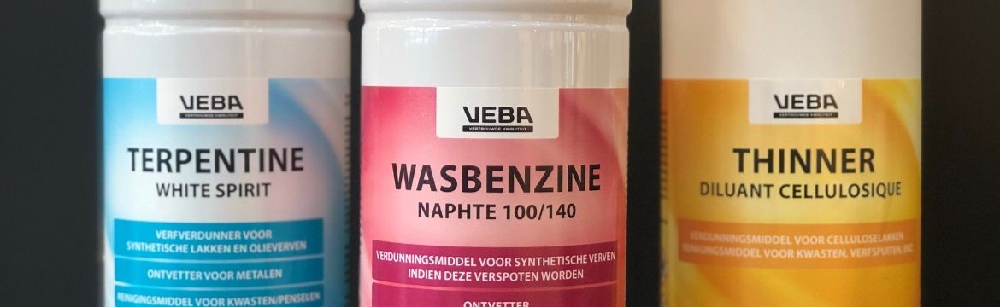 VEBA
VERTROUWDE KWALITEIT
TERPENTINE
WHITE SPIRIT
VERFVERDUNNER VOOR
SYNTHETISCHE LAKKEN EN OLIEVERVEN
ONTVETTER VOOR METALEN
REINIGINGSMIDDEL VOOR KWASTEN/PENSELEN
VEBA
VERTROUWDE KWALITEIT
WASBENZINE
NAPHTE 100/140
VERDUNNINGSMIDDEL VOOR SYNTHETISCHE VERVEN
INDIEN DEZE VERSPOTEN WORDEN
ONTVETTER
VEBA
VERTROUWDE KWALITEIT
THINNER
DILUANT CELLULOSIQUE
VERDUNNINGSMIDDEL VOOR CELLULOSELAKKEN
REINIGINGSMIDDEL VOOR KWASTEN, VERFSPUITEN, ENZ